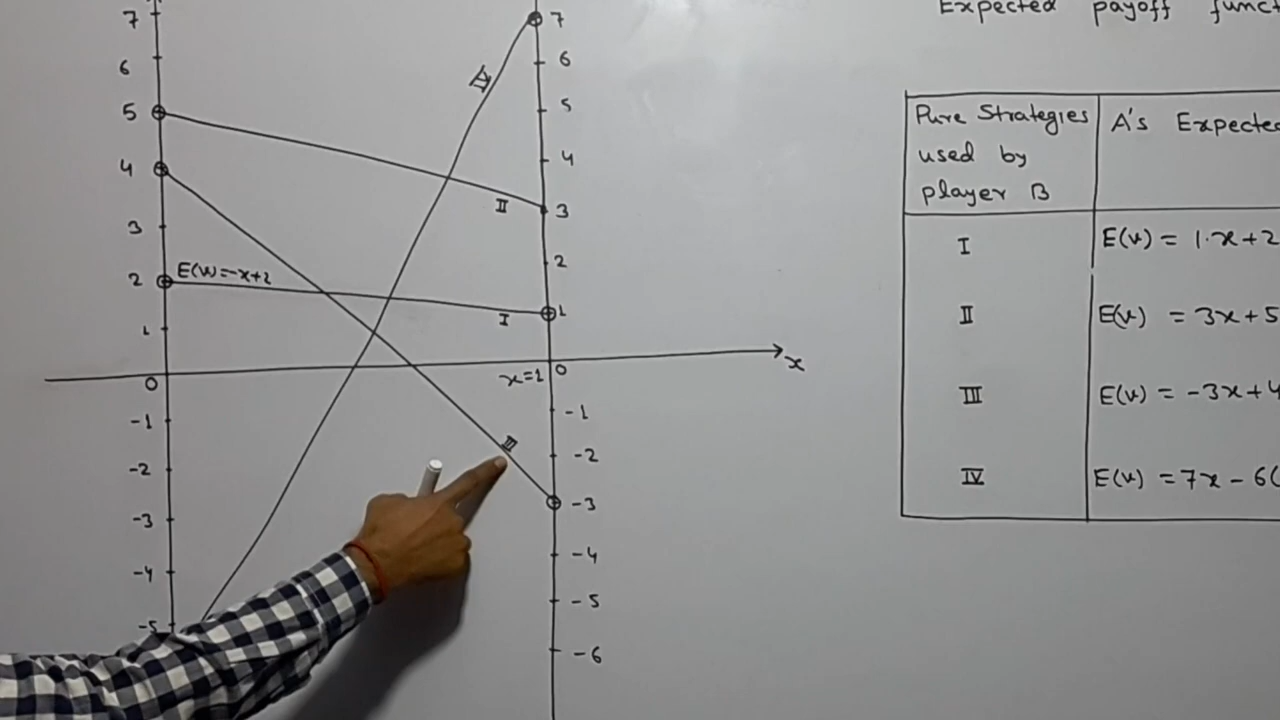 Expected payoff funct
7
6
5
4
3
2
1
0
-1
-2
-3
-4
-5
7
6
5
4
3
2
1
0
-1
-2
-3
-4
-5
-6
IV
II
E(v)=-x+2
I
III
x=1
x
Pure Strategies
used by
player B
A's Expected
I
E(v) = 1·x+2
II
E(v) = 3x+5
III
E(v) = -3x+4
IV
E(v) = 7x-6(